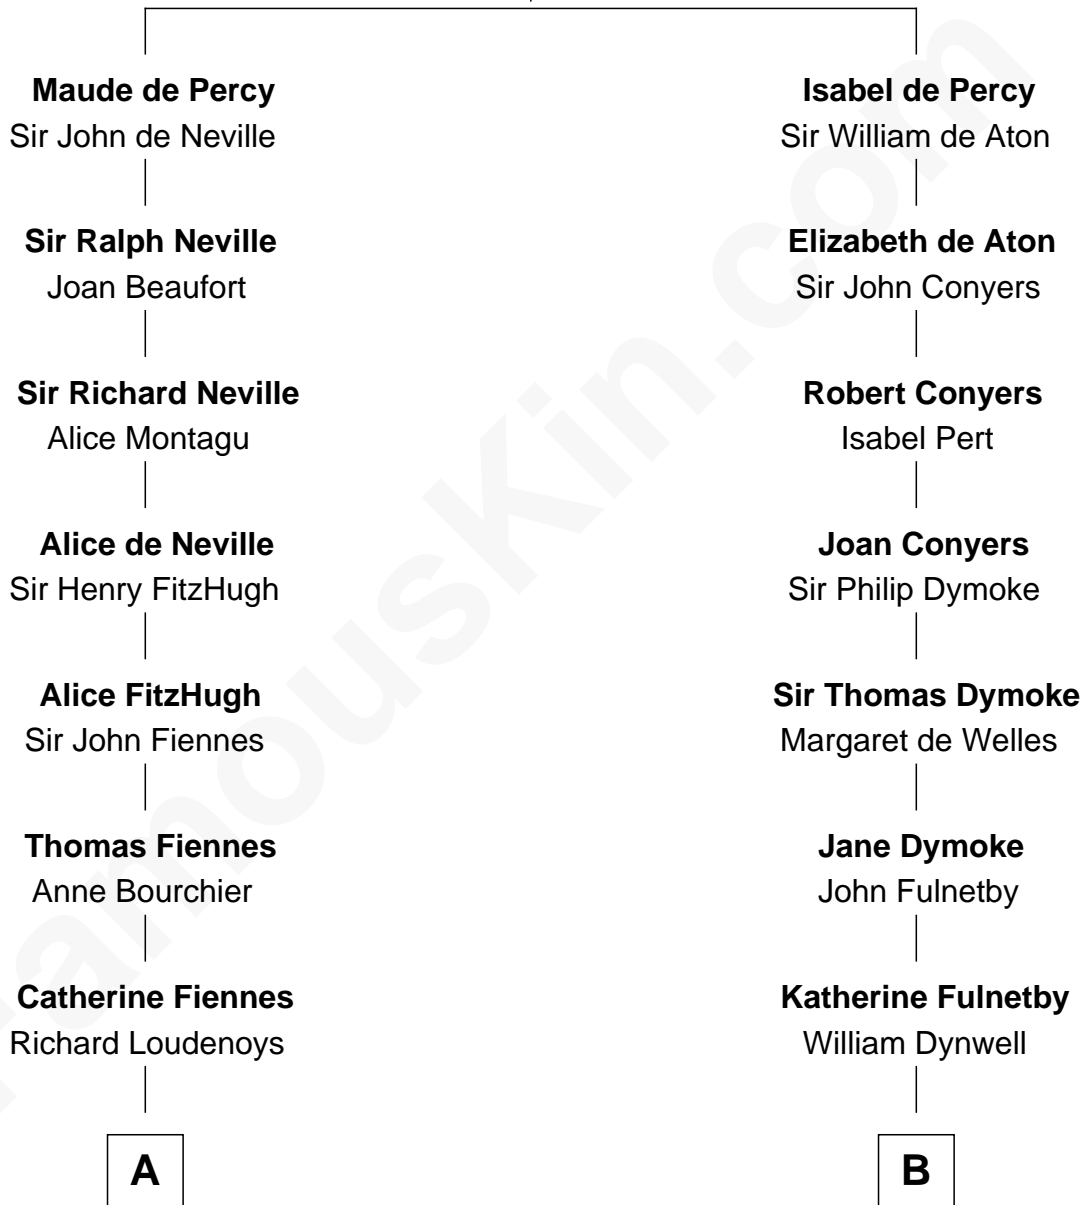 Maude de Percy
Sir John de Neville
Isabel de Percy
Sir William de Aton
Sir Ralph Neville
Joan Beaufort
Elizabeth de Aton
Sir John Conyers
Sir Richard Neville
Alice Montagu
Robert Conyers
Isabel Pert
Alice de Neville
Sir Henry FitzHugh
Joan Conyers
Sir Philip Dymoke
Alice FitzHugh
Sir John Fiennes
Sir Thomas Dymoke
Margaret de Welles
Thomas Fiennes
Anne Bourchier
Jane Dymoke
John Fulnetby
Catherine Fiennes
Richard Loudenoys
Katherine Fulnetby
William Dynwell
A
B
FamousKin.com